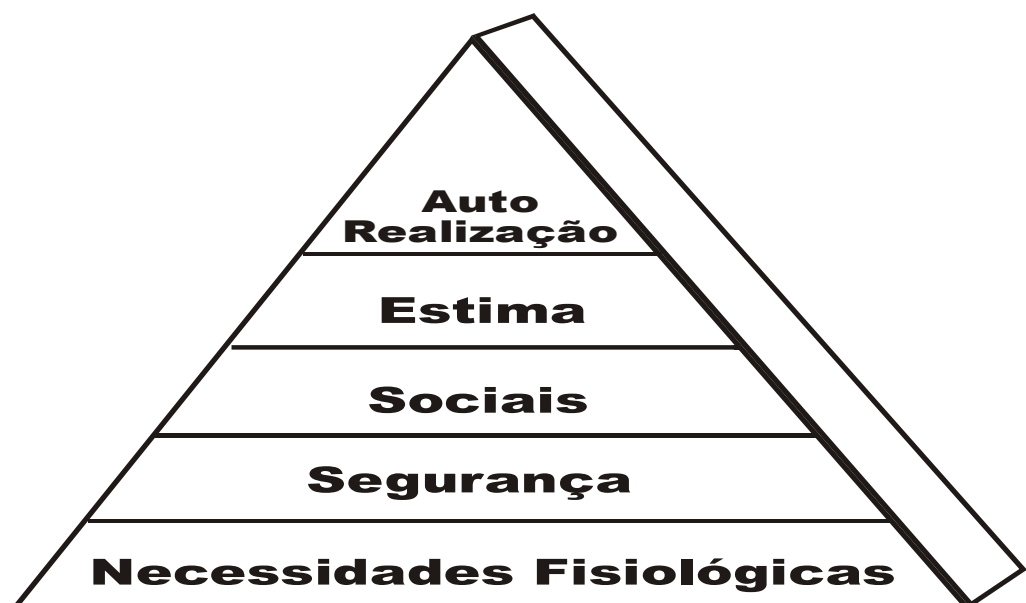 Auto
Realização
Estima
Sociais
Segurança
Necessidades Fisiológicas